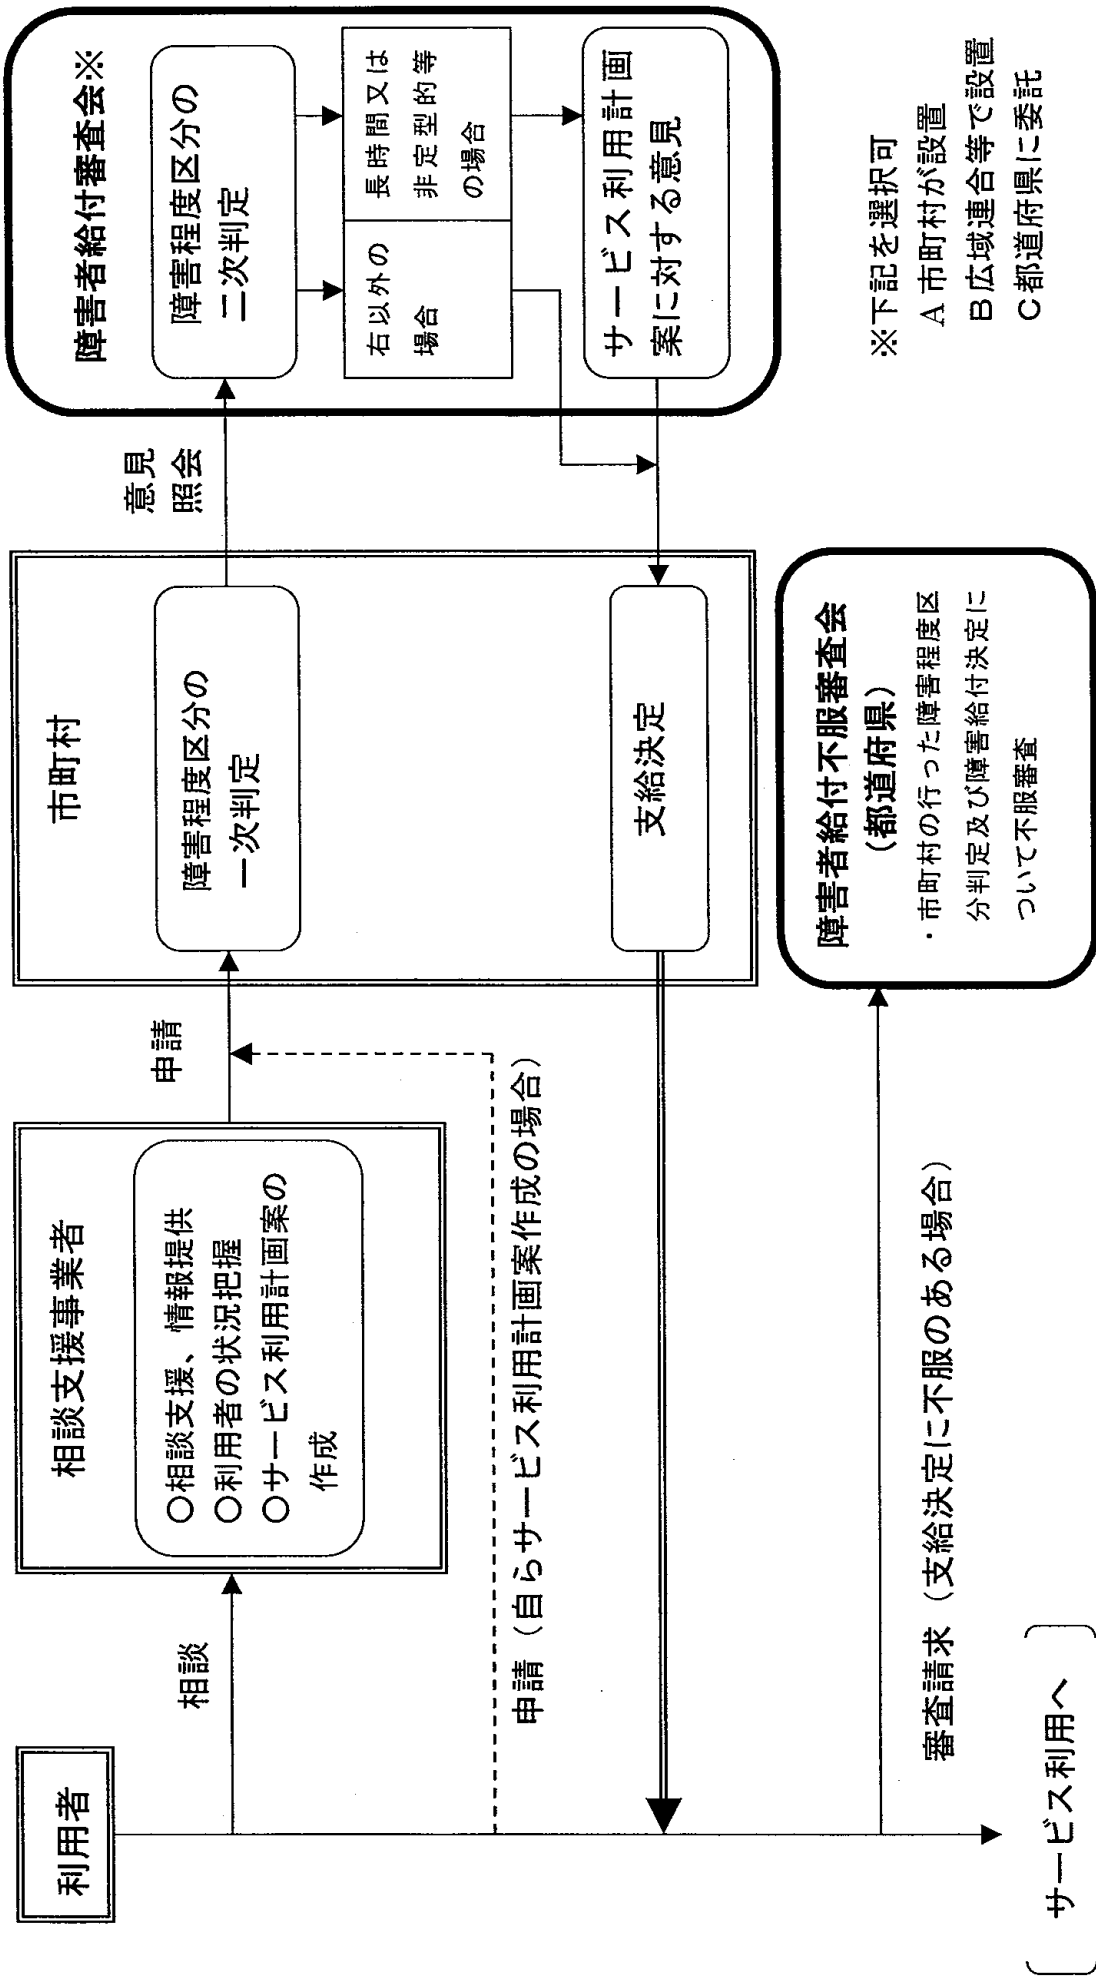 利用者
相談
相談支援事業者
○相談支援、情報提供
○利用者の状況把握
○サービス利用計画案の
作成
申請
申請（自らサービス利用計画案作成の場合）
市町村
障害程度区分の
一次判定
意見
照会
障害者給付審査会※
障害程度区分の
二次判定
右以外の
場合
長時間又は
非定型的等
の場合
サービス利用計画
案に対する意見
支給決定
審査請求（支給決定に不服のある場合）
障害者給付不服審査会
（都道府県）
・市町村の行った障害程度区
分判定及び障害給付決定に
ついて不服審査
※下記を選択可
A 市町村が設置
B 広域連合等で設置
C 都道府県に委託
サービス利用へ